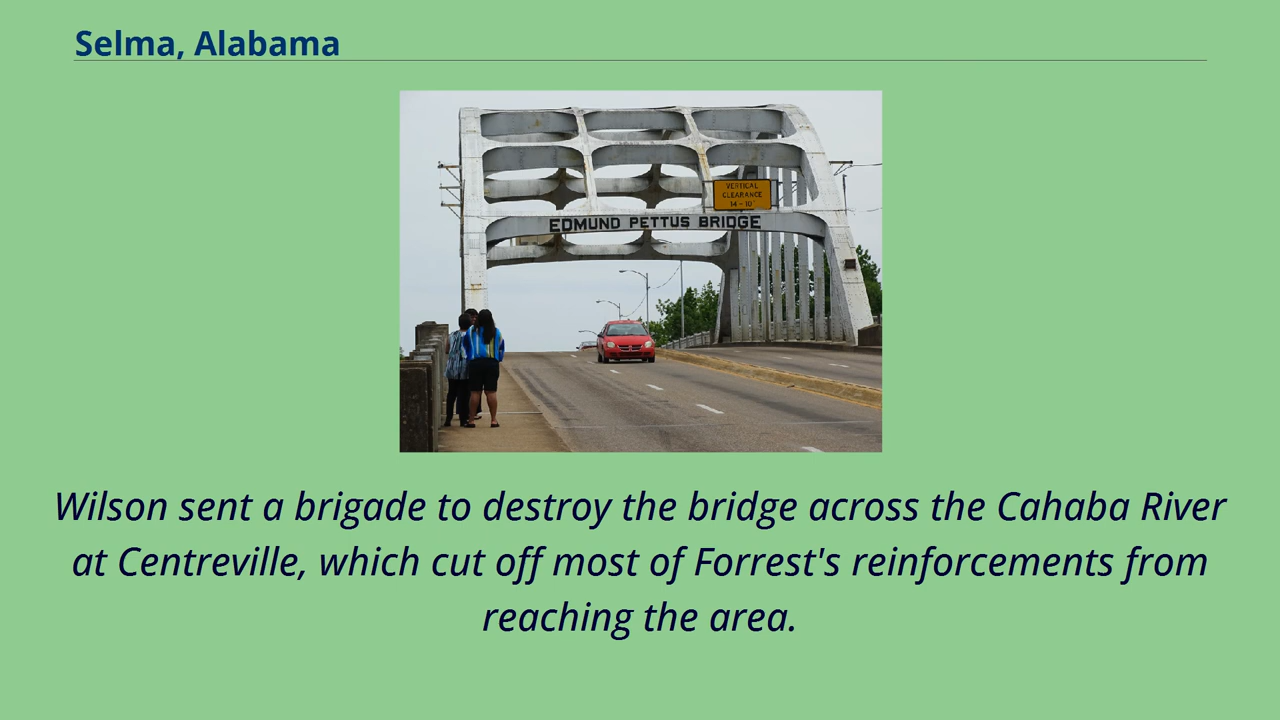 Selma, Alabama
VERTICAL
CLEARANCE
14-10"
EDMUND PETTUS BRIDGE
Wilson sent a brigade to destroy the bridge across the Cahaba River
at Centreville, which cut off most of Forrest's reinforcements from
reaching the area.